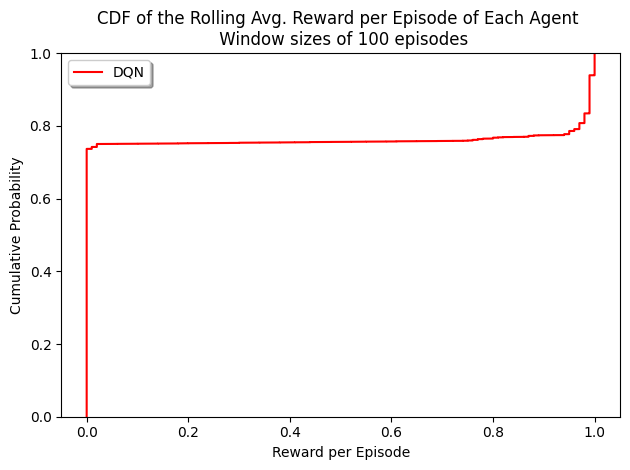 CDF of the Rolling Avg. Reward per Episode of Each Agent
Window sizes of 100 episodes
DQN
Cumulative Probability
1.0
0.8
0.6
0.4
0.2
0.0
0.0 0.2 0.4 0.6 0.8 1.0
Reward per Episode